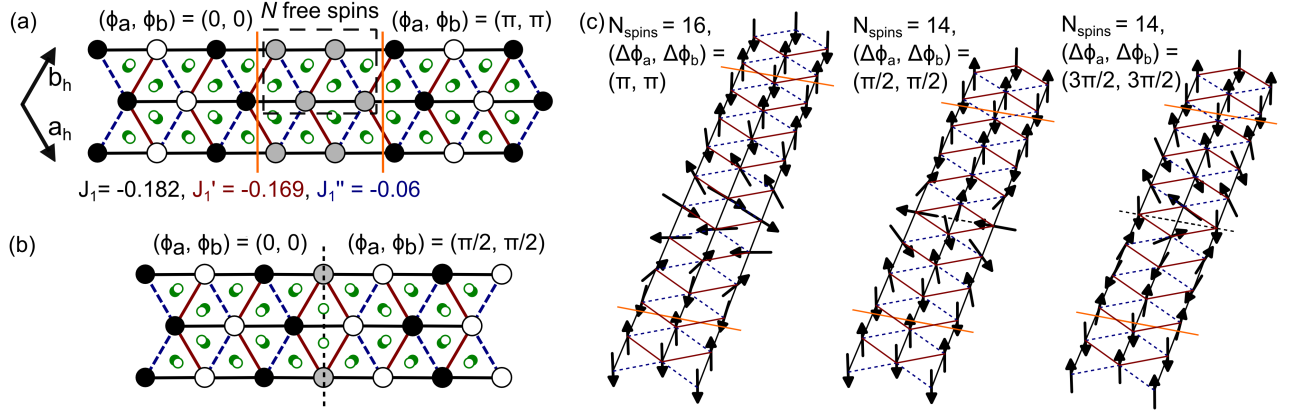 (a)
(ϕa, ϕb) = (0, 0)
N free spins
(ϕa, ϕb) = (π, π)
bh
ah
J1= -0.182, J1' = -0.169, J1'' = -0.06
(b)
(ϕa, ϕb) = (0, 0)
(ϕa, ϕb) = (π/2, π/2)
(c)
Nspins = 16,
(Δϕa, Δϕb) =
(π, π)
Nspins = 14,
(Δϕa, Δϕb) =
(π/2, π/2)
Nspins = 14,
(Δϕa, Δϕb) =
(3π/2, 3π/2)